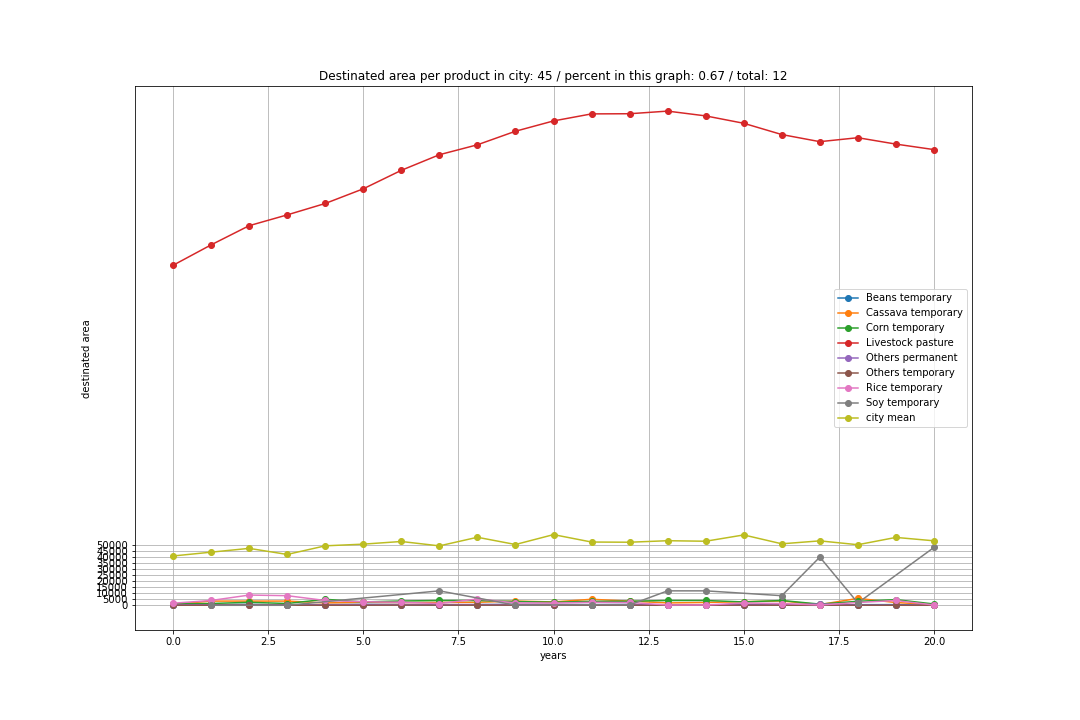 Destinated area per product in city: 45 / percent in this graph: 0.67 / total: 12
destinated area
50000
45000
40000
35000
30000
25000
20000
15000
10000
5000
0
Beans temporary
Cassava temporary
Corn temporary
Livestock pasture
Others permanent
Others temporary
Rice temporary
Soy temporary
city mean
0.0 2.5 5.0 7.5 10.0 12.5 15.0 17.5 20.0
years